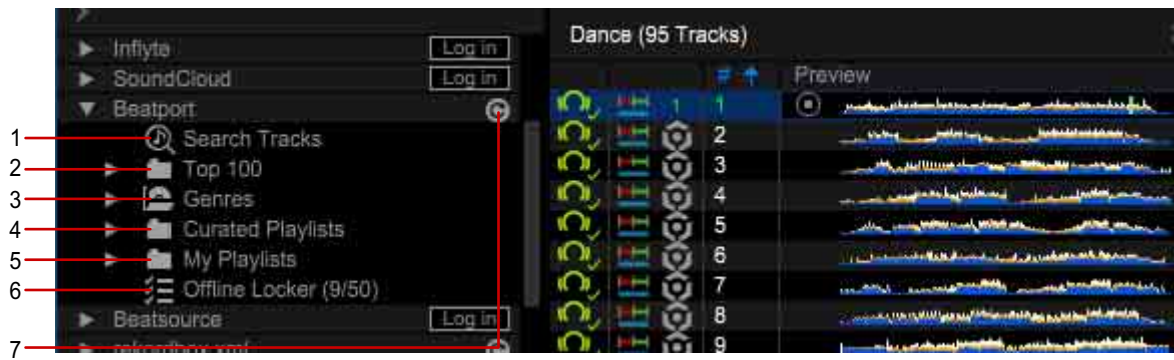 Inflyte Log in
SoundCloud Log in
Beatport
1 Search Tracks
2 Top 100
3 Genres
4 Curated Playlists
5 My Playlists
6 Offline Locker (9/50)
Beatsource Log in
7 rekordbox xml
Dance (95 Tracks)
# Preview
1 1
2
3
4
5
6
7
8
9